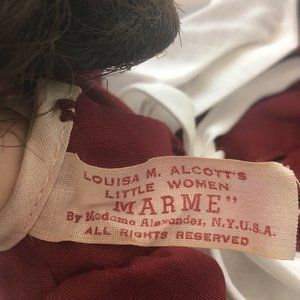 LOUISA M. ALCOTT'S
LITTLE WOMEN
"MARME"
By Madame Alexander, N.Y.U.S.A.
ALL RIGHTS RESERVED